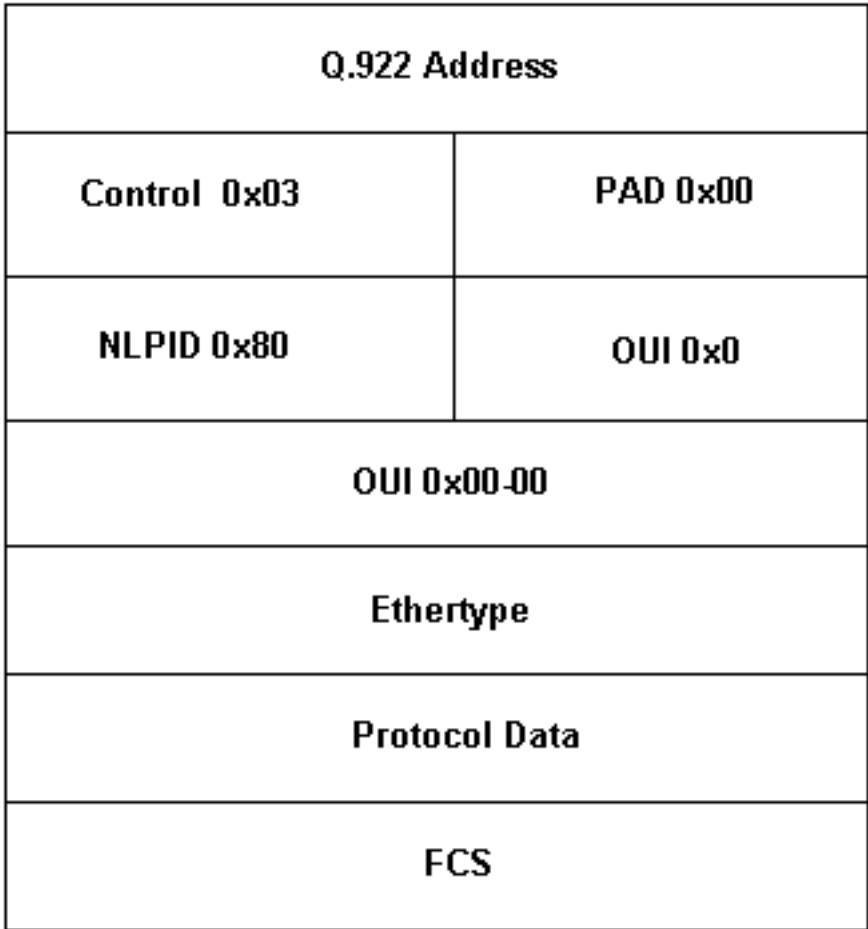 Q.922 Address
Control 0x03
PAD 0x00
NLPID 0x80
OUI 0x0
OUI 0x00-00
Ethertype
Protocol Data
FCS